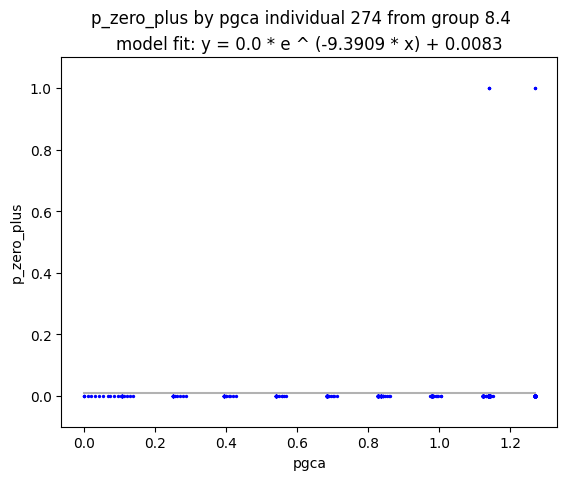 p_zero_plus by pgca individual 274 from group 8.4
model fit: y = 0.0 * e ^ (-9.3909 * x) + 0.0083
1.0
0.8
0.6
0.4
0.2
0.0
p_zero_plus
0.0 0.2 0.4 0.6 0.8 1.0 1.2
pgca